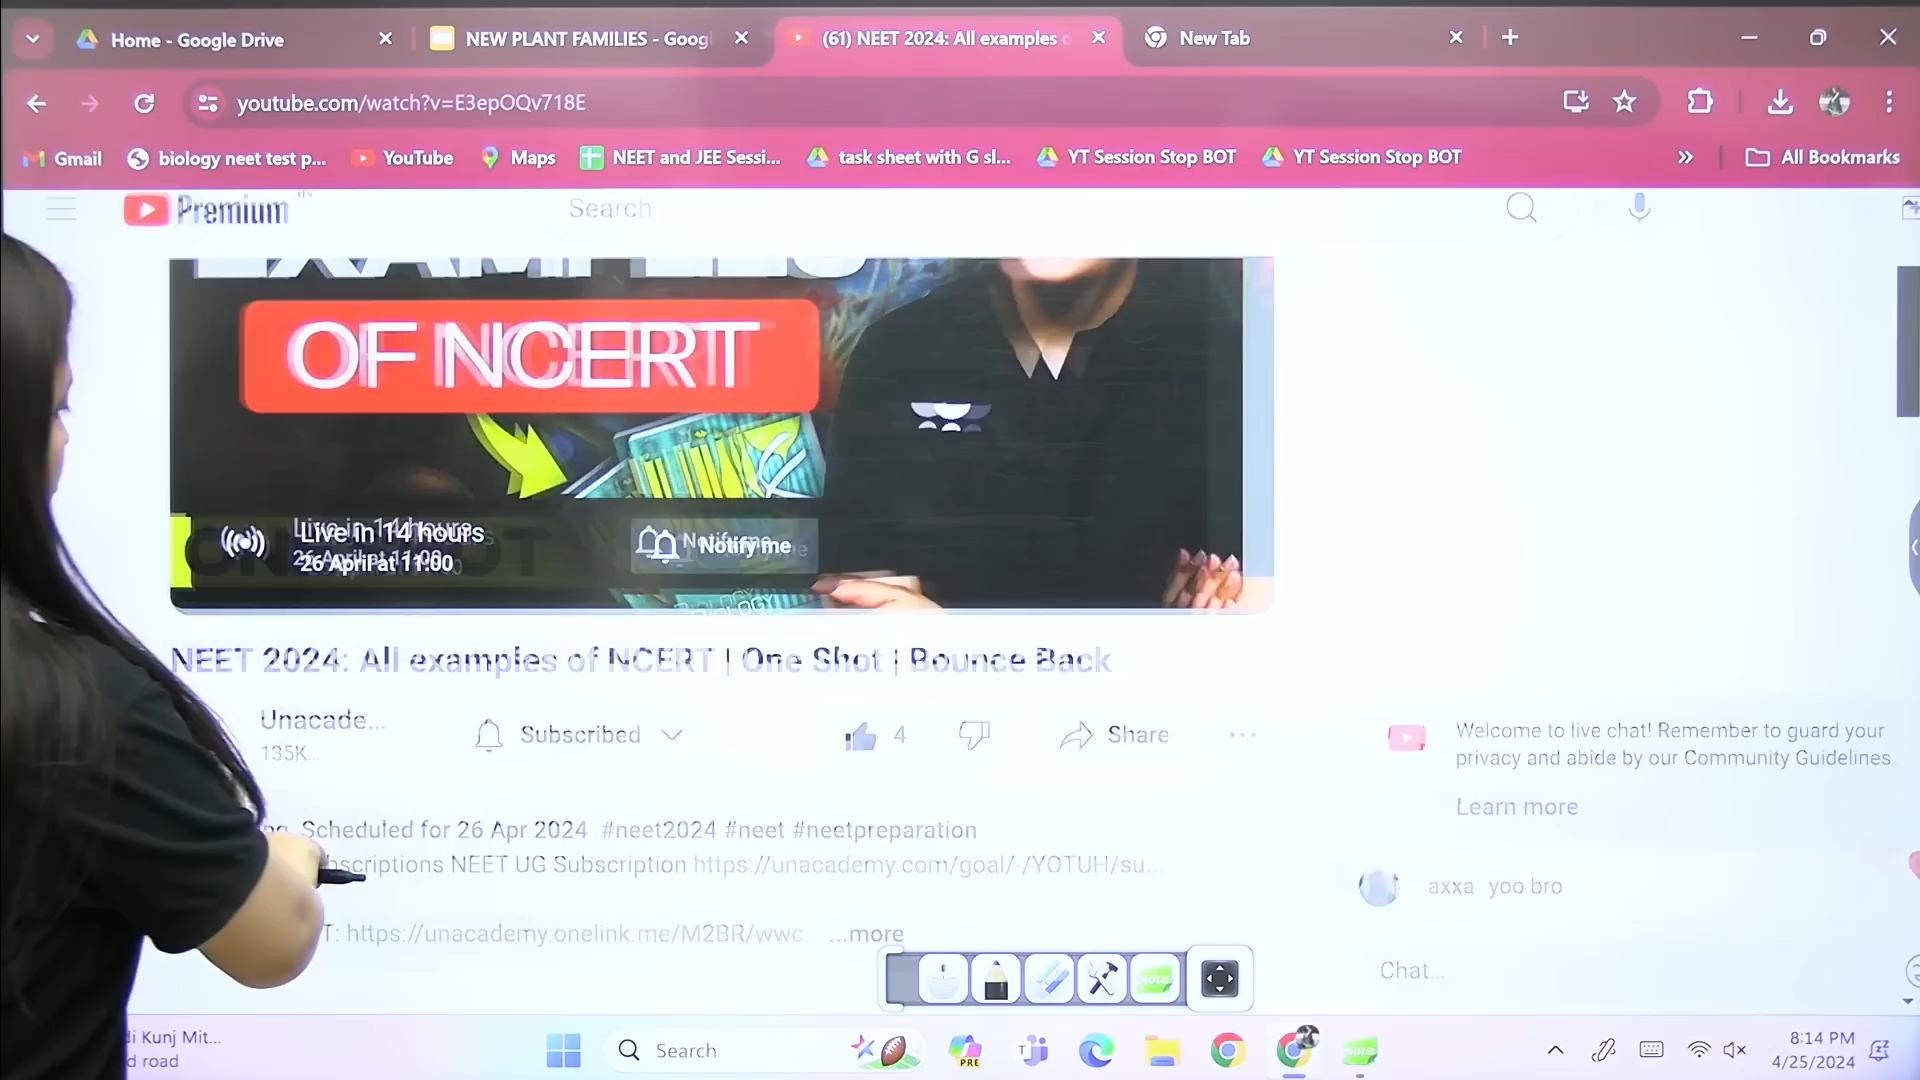 Home - Google Drive
NEW PLANT FAMILIES - Goog
(61) NEET 2024: All examples
New Tab
youtube.com/watch?v=E3epOQv718E
Gmail
biology neet test p...
YouTube
Maps
NEET and JEE Sessi...
task sheet with G sl...
YT Session Stop BOT
YT Session Stop BOT
All Bookmarks
Premium
IN
Search
EXAMPLES
OF NCERT
Live in 14 hours
26 April at 11:00
Notify me
NEET 2024: All examples of NCERT | One Shot | Bounce Back
Unacade...
135K...
Subscribed
4
Share
Welcome to live chat! Remember to guard your
privacy and abide by our Community Guidelines.
Learn more
Scheduled for 26 Apr 2024 #neet2024 #neet #neetpreparation
bscriptions NEET UG Subscription https://unacademy.com/goal/-/YOTUH/su...
axxa yoo bro
T: https://unacademy.onelink.me/M2BR/wwc... ...more
Chat...
Note
di Kunj Mit...
d road
Search
PRE
Note
8:14 PM
4/25/2024